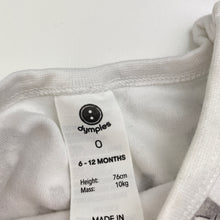 dymples
0
6 - 12 MONTHS
Height: 76cm
Mass: 10kg
MADE IN